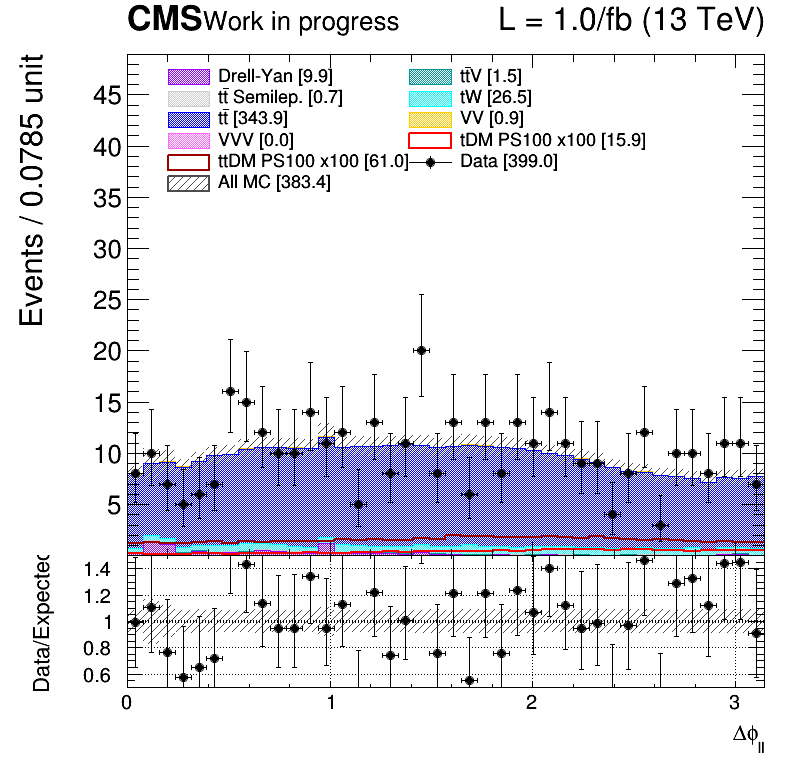 CMS Work in progress L = 1.0/fb (13 TeV)
Events / 0.0785 unit
Drell-Yan [9.9] tt̄V [1.5]
tt̄ Semilep. [0.7] tW [26.5]
tt̄ [343.9] VV [0.9]
VVV [0.0] tDM PS100 x100 [15.9]
ttDM PS100 x100 [61.0] Data [399.0]
All MC [383.4]
45
40
35
30
25
20
15
10
5
Data/Expected
1.4
1.2
1
0.8
0.6
0 1 2 3
Δϕ_ll